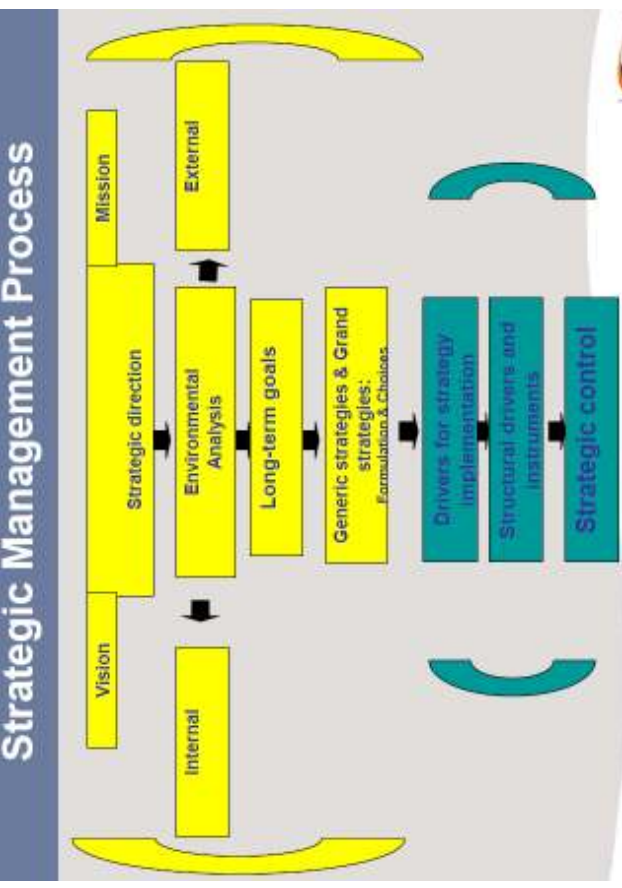 Strategic Management Process
Vision
Mission
Strategic direction
Internal
Environmental
Analysis
External
Long-term goals
Generic strategies & Grand
strategies:
Formulation & Choices
Drivers for strategy
implementation
Structural drivers and
instruments
Strategic control